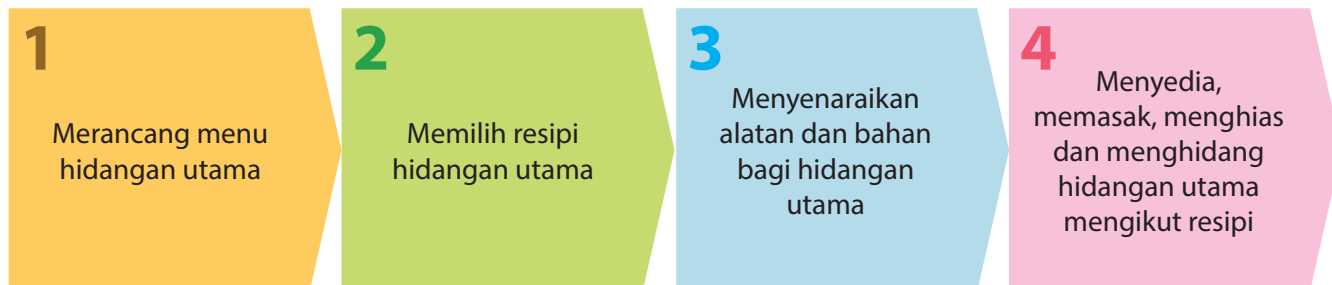 1
Merancang menu
hidangan utama
2
Memilih resipi
hidangan utama
3
Menyenaraikan
alatan dan bahan
bagi hidangan
utama
4
Menyedia,
memasak, menghias
dan menghidang
hidangan utama
mengikut resipi